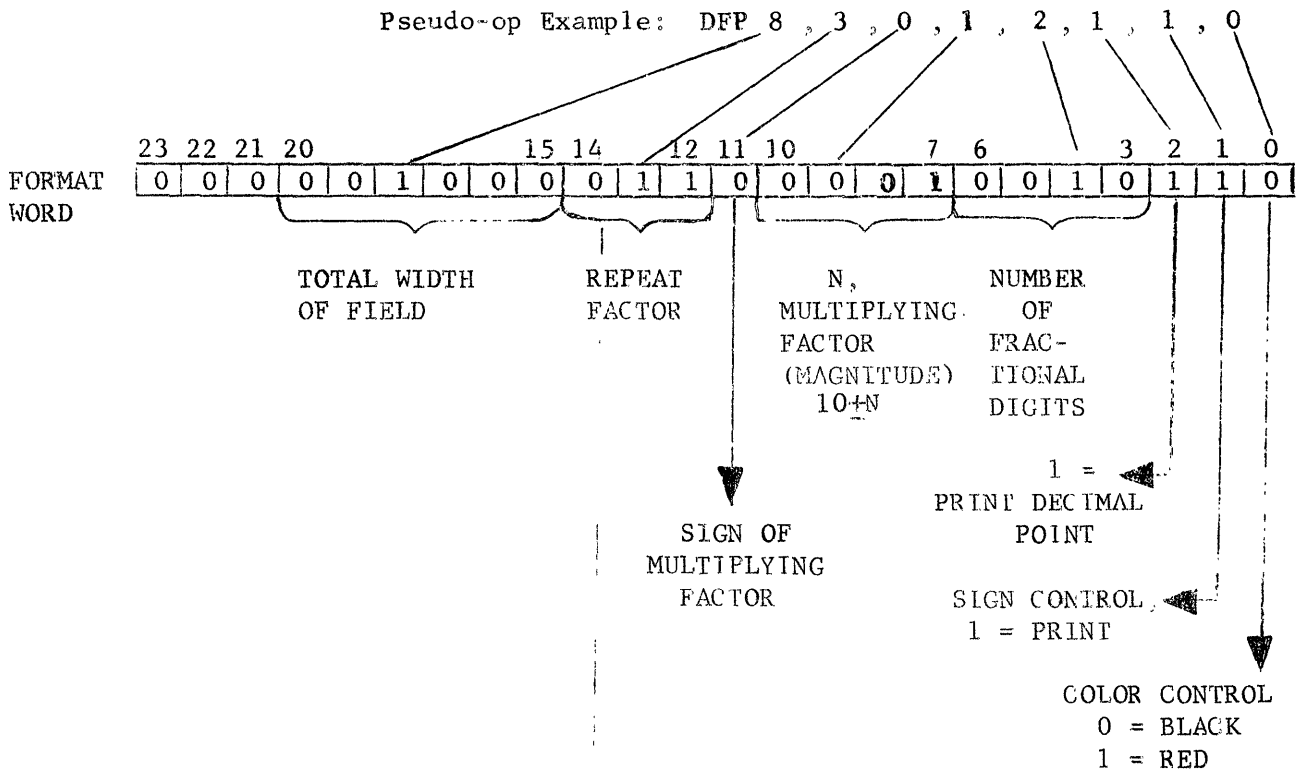 Pseudo-op Example: DFP 8 , 3 , 0 , 1 , 2 , 1 , 1 , 0
23 22 21 20 15 14 12 11 10 7 6 3 2 1 0
FORMAT WORD
0 0 0 0 0 1 0 0 0 0 1 1 0 0 0 0 1 0 0 1 0 1 1 0
TOTAL WIDTH
OF FIELD
REPEAT
FACTOR
N,
MULTIPLYING
FACTOR
(MAGNITUDE)
10±N
NUMBER
OF
FRAC-
TIONAL
DIGITS
1 =
PRINT DECIMAL
POINT
SIGN OF
MULTIPLYING
FACTOR
SIGN CONTROL,
1 = PRINT
COLOR CONTROL
0 = BLACK
1 = RED